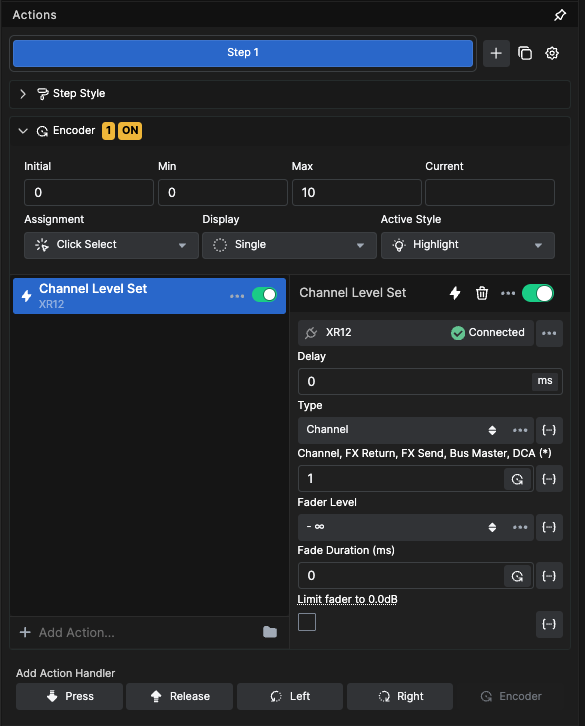 Actions
Step 1
Step Style
Encoder 1 ON
Initial Min Max Current
0 0 10
Assignment Display Active Style
Click Select Single Highlight
Channel Level Set
XR12
Channel Level Set
XR12 Connected
Delay
0 ms
Type
Channel
Channel, FX Return, FX Send, Bus Master, DCA (*)
1
Fader Level
- ∞
Fade Duration (ms)
0
Limit fader to 0.0dB
Add Action...
Add Action Handler
Press Release Left Right Encoder